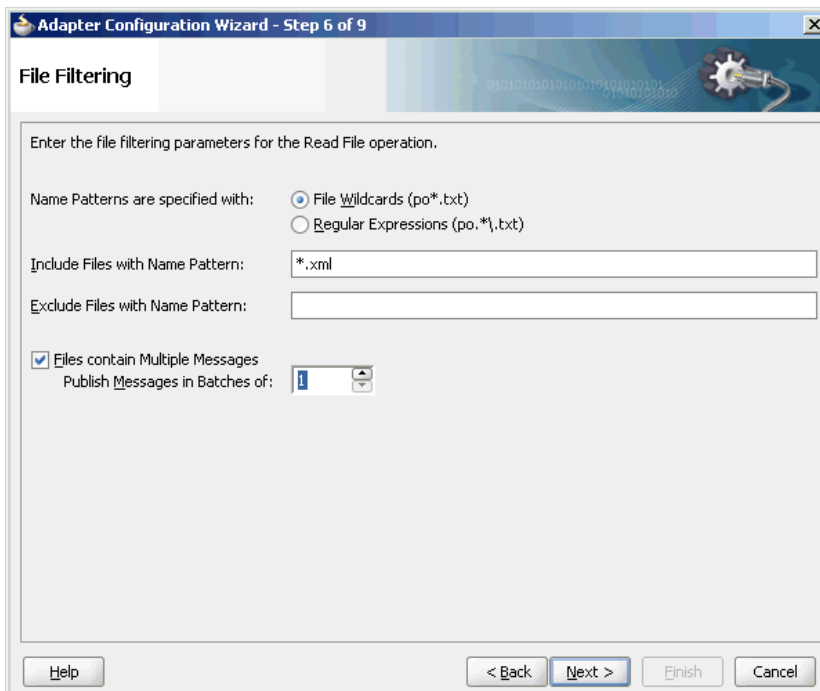 Adapter Configuration Wizard - Step 6 of 9
File Filtering
Enter the file filtering parameters for the Read File operation.
Name Patterns are specified with:
File Wildcards (po*.txt)
Regular Expressions (po.*\.txt)
Include Files with Name Pattern:
*.xml
Exclude Files with Name Pattern:
Files contain Multiple Messages
Publish Messages in Batches of:
1
Help
< Back
Next >
Finish
Cancel